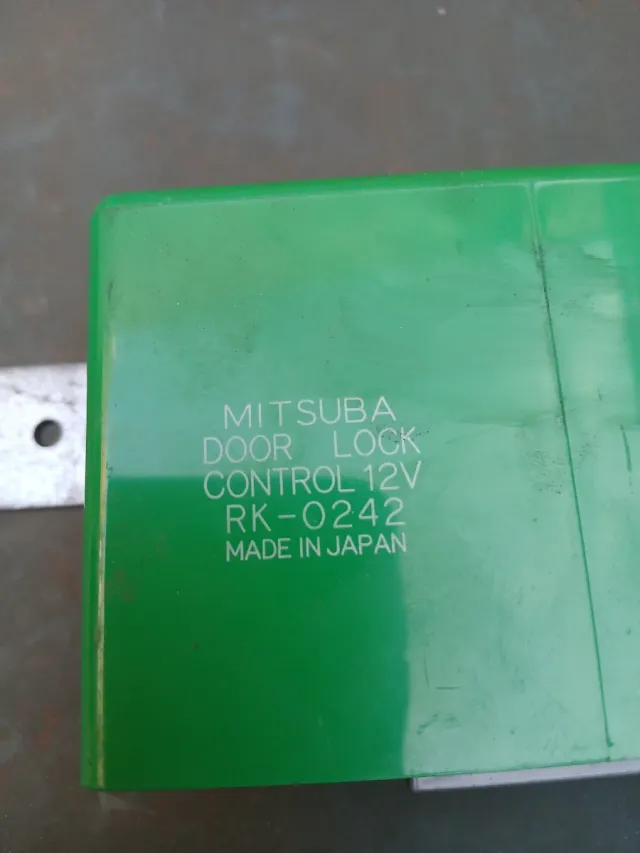 MITSUBA
DOOR LOCK
CONTROL 12V
RK-0242
MADE IN JAPAN